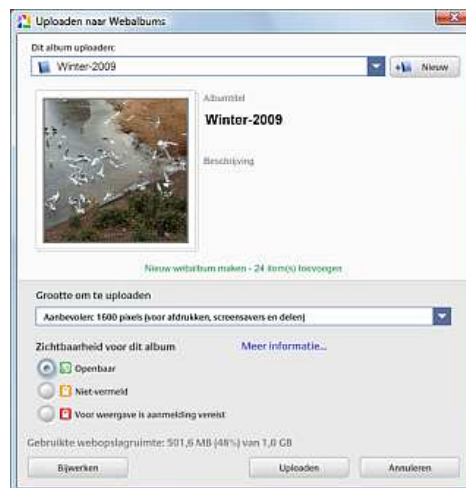 Uploaden naar Webalbums
Dit album uploaden:
Winter-2009
Nieuw
Albumtitel
Winter-2009
Beschrijving
Nieuw webalbum maken - 24 item(s) toevoegen
Grootte om te uploaden
Aanbevolen: 1600 pixels (voor afdrukken, screensavers en delen)
Zichtbaarheid voor dit album Meer informatie...
Openbaar
Niet-vermeld
Voor weergave is aanmelding vereist
Gebruikte webopslagruimte: 501,6 MB (48%) van 1,0 GB
Bijwerken Uploaden Annuleren